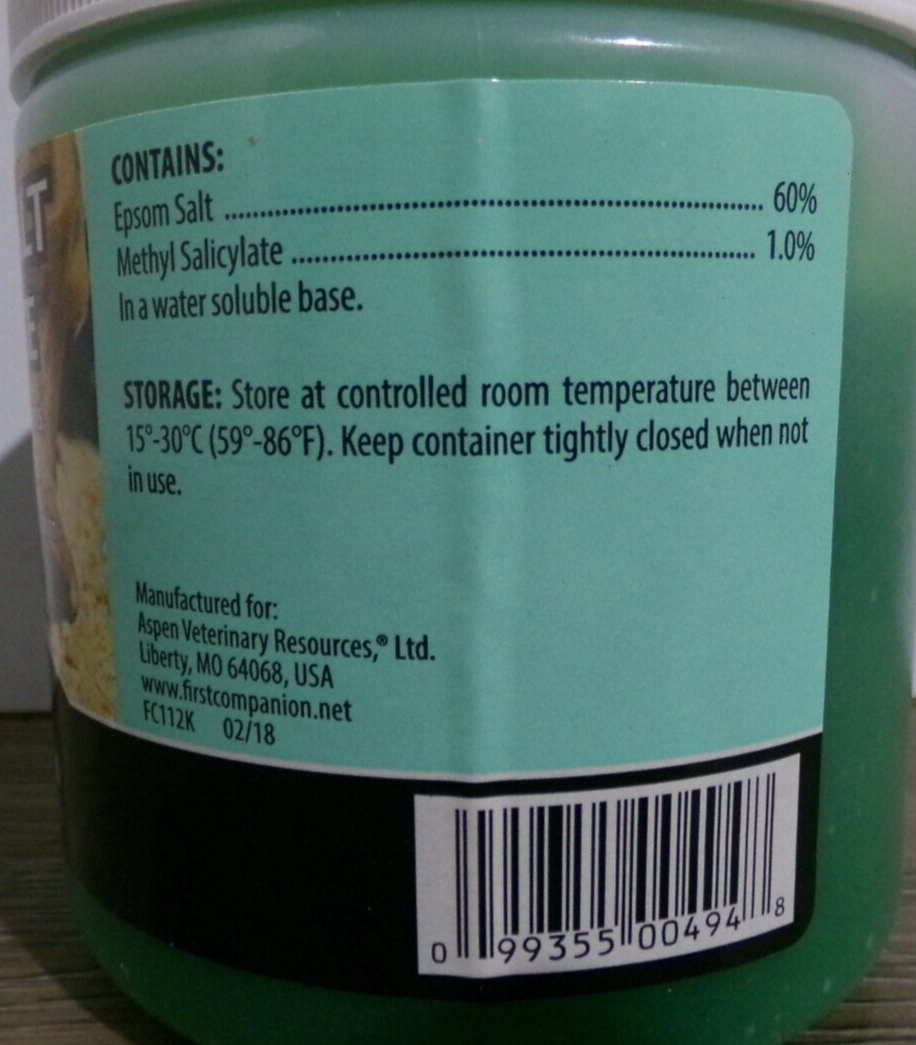 LT
E
CONTAINS:
Epsom Salt ........................................................................ 60%
Methyl Salicylate ............................................................. 1.0%
In a water soluble base.
STORAGE: Store at controlled room temperature between
15°-30°C (59°-86°F). Keep container tightly closed when not
in use.
Manufactured for:
Aspen Veterinary Resources,® Ltd.
Liberty, MO 64068, USA
www.firstcompanion.net
FC112K 02/18
0 99355 00494 8